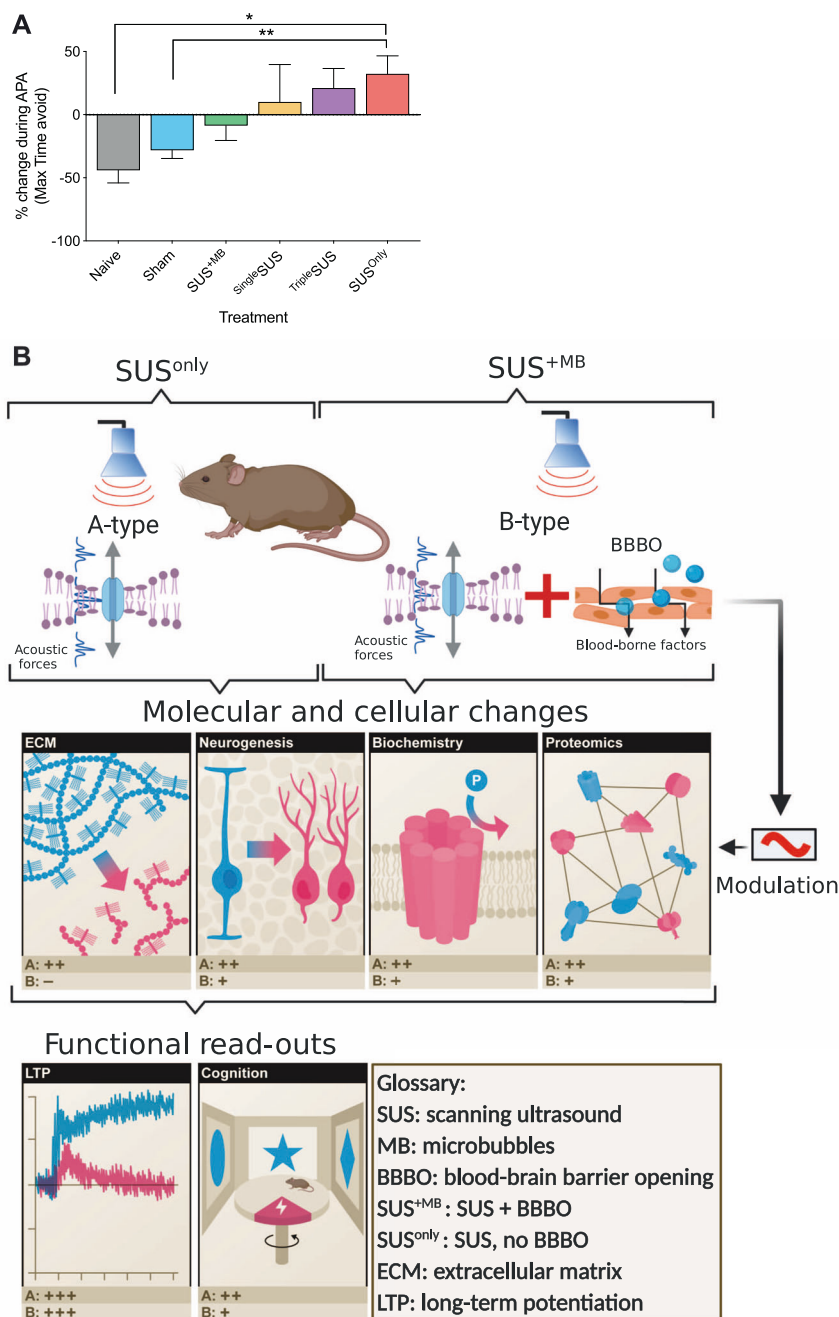 A
*
**
50
0
-50
-100
% change during APA
(Max Time avoid)
Naive
Sham
SUS+MB
SingleSUS
TripleSUS
SUSOnly
Treatment
B
SUSonly
SUS+MB
A-type
B-type
BBBO
Acoustic
forces
Acoustic
forces
Blood-borne factors
Molecular and cellular changes
ECM
Neurogenesis
Biochemistry
Proteomics
P
A: ++
B: −
A: ++
B: +
A: ++
B: +
A: ++
B: +
Modulation
Functional read-outs
LTP
Cognition
A: +++
B: +++
A: ++
B: +
Glossary:
SUS: scanning ultrasound
MB: microbubbles
BBBO: blood-brain barrier opening
SUS+MB: SUS + BBBO
SUSonly: SUS, no BBBO
ECM: extracellular matrix
LTP: long-term potentiation